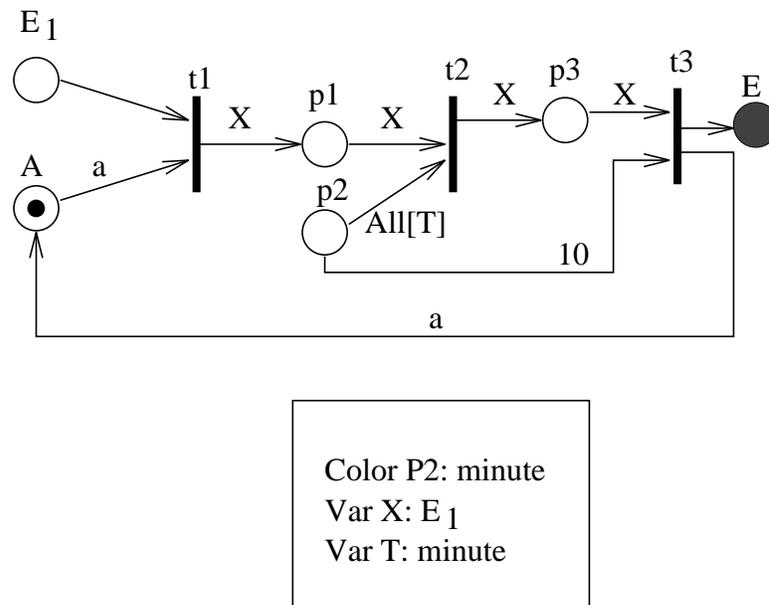 E1
t1
t2
p3
t3
E
X
p1
X
X
X
A
a
p2
All[T]
10
a
Color P2: minute
Var X: E1
Var T: minute